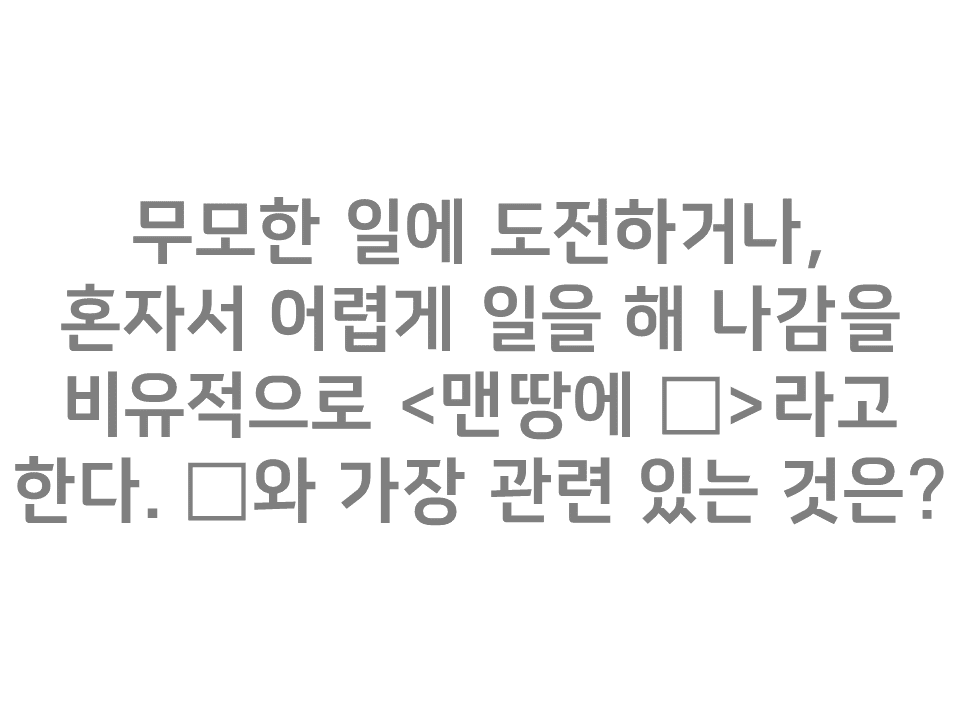 무모한 일에 도전하거나,
혼자서 어렵게 일을 해 나감을
비유적으로 <맨땅에 □>라고
한다. □와 가장 관련 있는 것은?